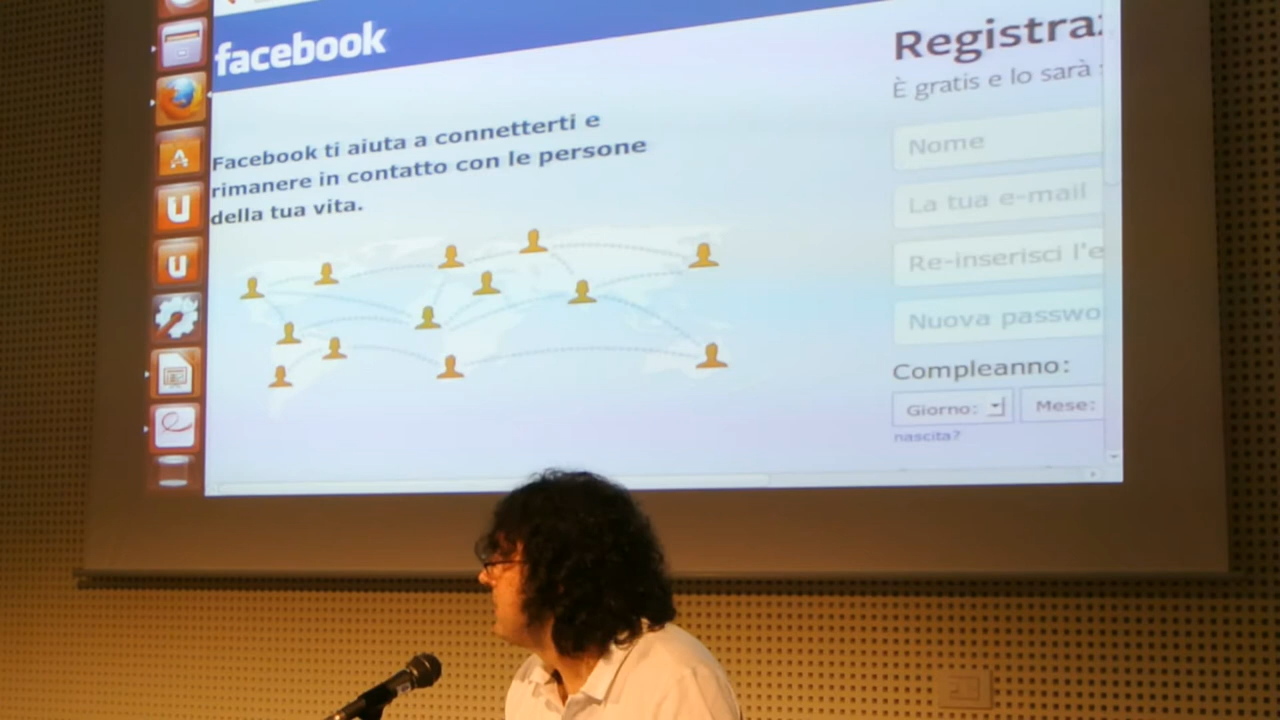 facebook
Facebook ti aiuta a connetterti e
rimanere in contatto con le persone
della tua vita.
Registraz
È gratis e lo sarà
Nome
La tua e-mail
Re-inserisci l'e
Nuova passwo
Compleanno:
Giorno: Mese:
nascita?